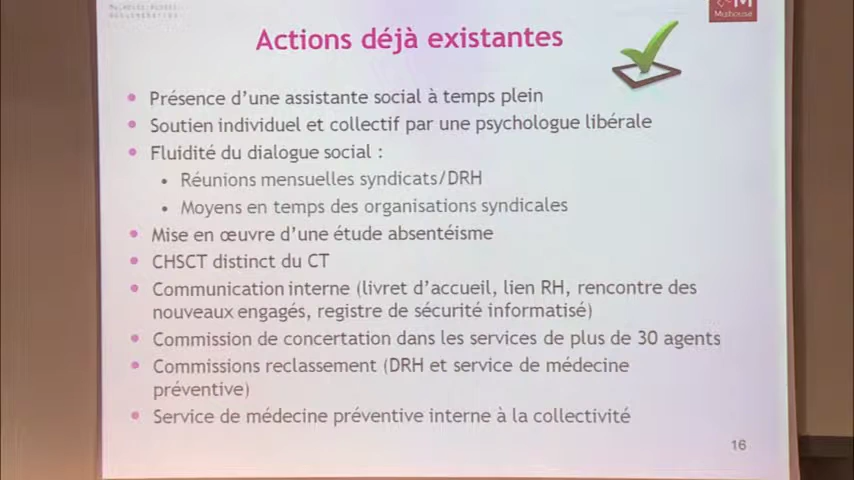 Mulhouse
Actions déjà existantes
• Présence d'une assistante social à temps plein
• Soutien individuel et collectif par une psychologue libérale
• Fluidité du dialogue social :
• Réunions mensuelles syndicats/DRH
• Moyens en temps des organisations syndicales
• Mise en œuvre d'une étude absentéisme
• CHSCT distinct du CT
• Communication interne (livret d'accueil, lien RH, rencontre des
nouveaux engagés, registre de sécurité informatisé)
• Commission de concertation dans les services de plus de 30 agents
• Commissions reclassement (DRH et service de médecine
préventive)
• Service de médecine préventive interne à la collectivité
16